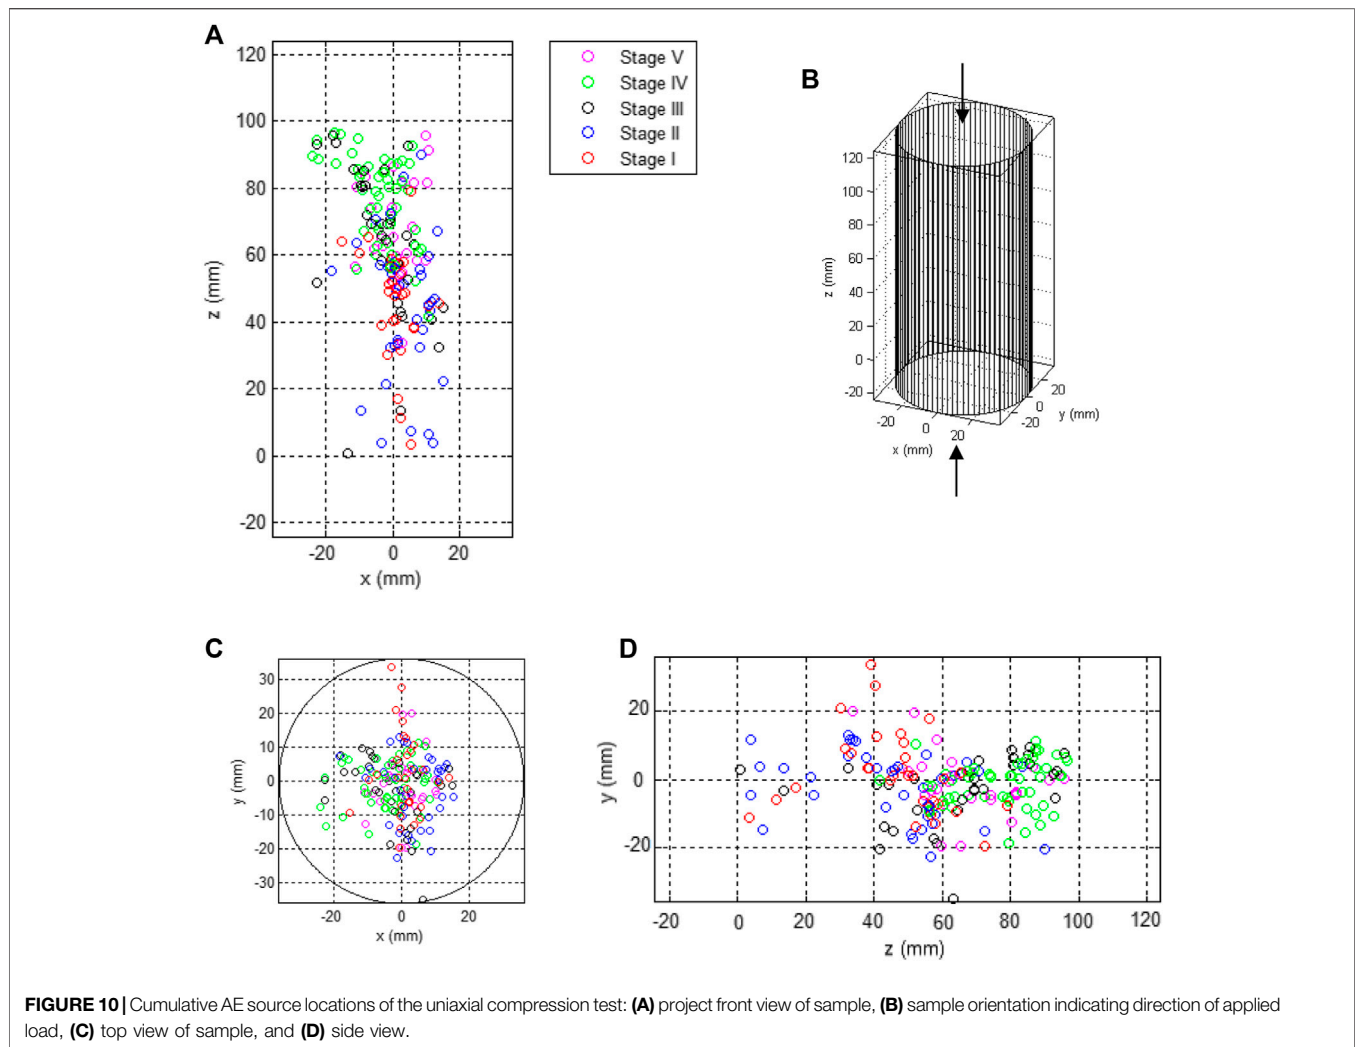 A
120
100
80
60
40
20
0
-20
z (mm)
-20 0 20
x (mm)
Stage V
Stage IV
Stage III
Stage II
Stage I
B
120
100
80
60
40
20
0
-20
z (mm)
-20
0
20
x (mm)
20
0
-20
y (mm)
C
30
20
10
0
-10
-20
-30
y (mm)
-20 0 20
x (mm)
D
20
0
-20
y (mm)
-20 0 20 40 60 80 100 120
z (mm)
FIGURE 10 | Cumulative AE source locations of the uniaxial compression test: (A) project front view of sample, (B) sample orientation indicating direction of applied
load, (C) top view of sample, and (D) side view.